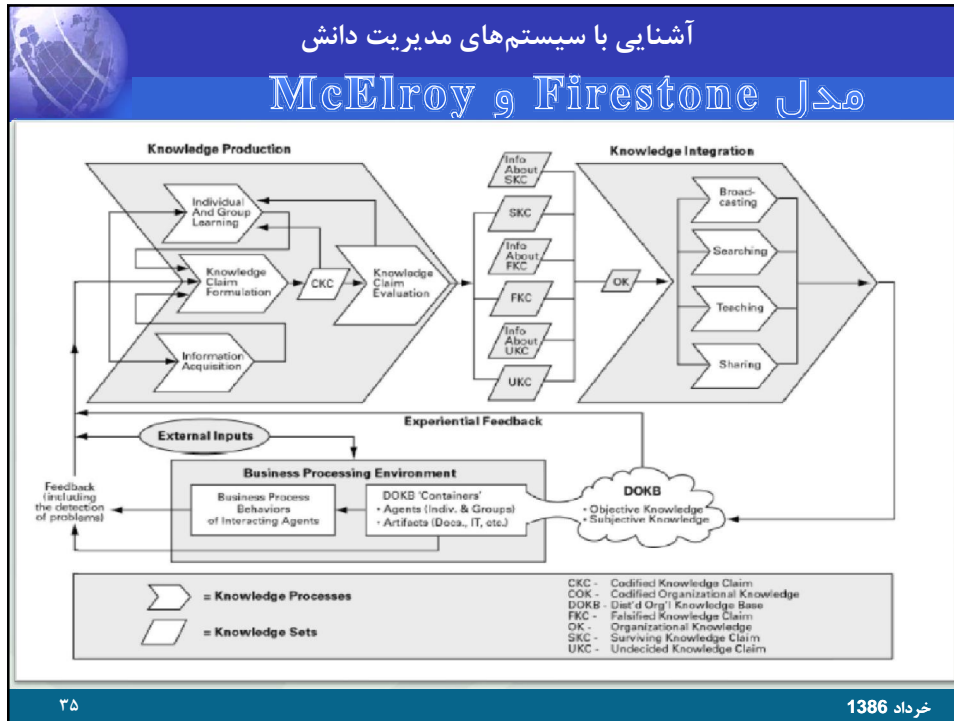 آشنایی با سیستم‌های مدیریت دانش
مدل Firestone و McElroy
Knowledge Production
Individual
And Group
Learning
Knowledge
Claim
Formulation
Information
Acquisition
CKC
Knowledge
Claim
Evaluation
Info
About
SKC
SKC
Info
About
FKC
FKC
Info
About
UKC
UKC
OK
Knowledge Integration
Broad-
casting
Searching
Teeching
Sharing
Experiential Feedback
External Inputs
Feedback
(including
the detection
of problems)
Business Processing Environment
Business Process
Behaviors
of Interacting Agents
DOKB 'Containers'
• Agents (Indiv. & Groups)
• Artifacts (Docs., IT, etc.)
DOKB
• Objective Knowledge
• Subjective Knowledge
= Knowledge Processes
= Knowledge Sets
CKC - Codified Knowledge Claim
COK - Codified Organizational Knowledge
DOKB - Dist'd Org'l Knowledge Base
FKC - Falsified Knowledge Claim
OK - Organizational Knowledge
SKC - Surviving Knowledge Claim
UKC - Undecided Knowledge Claim
۳۵
خرداد 1386